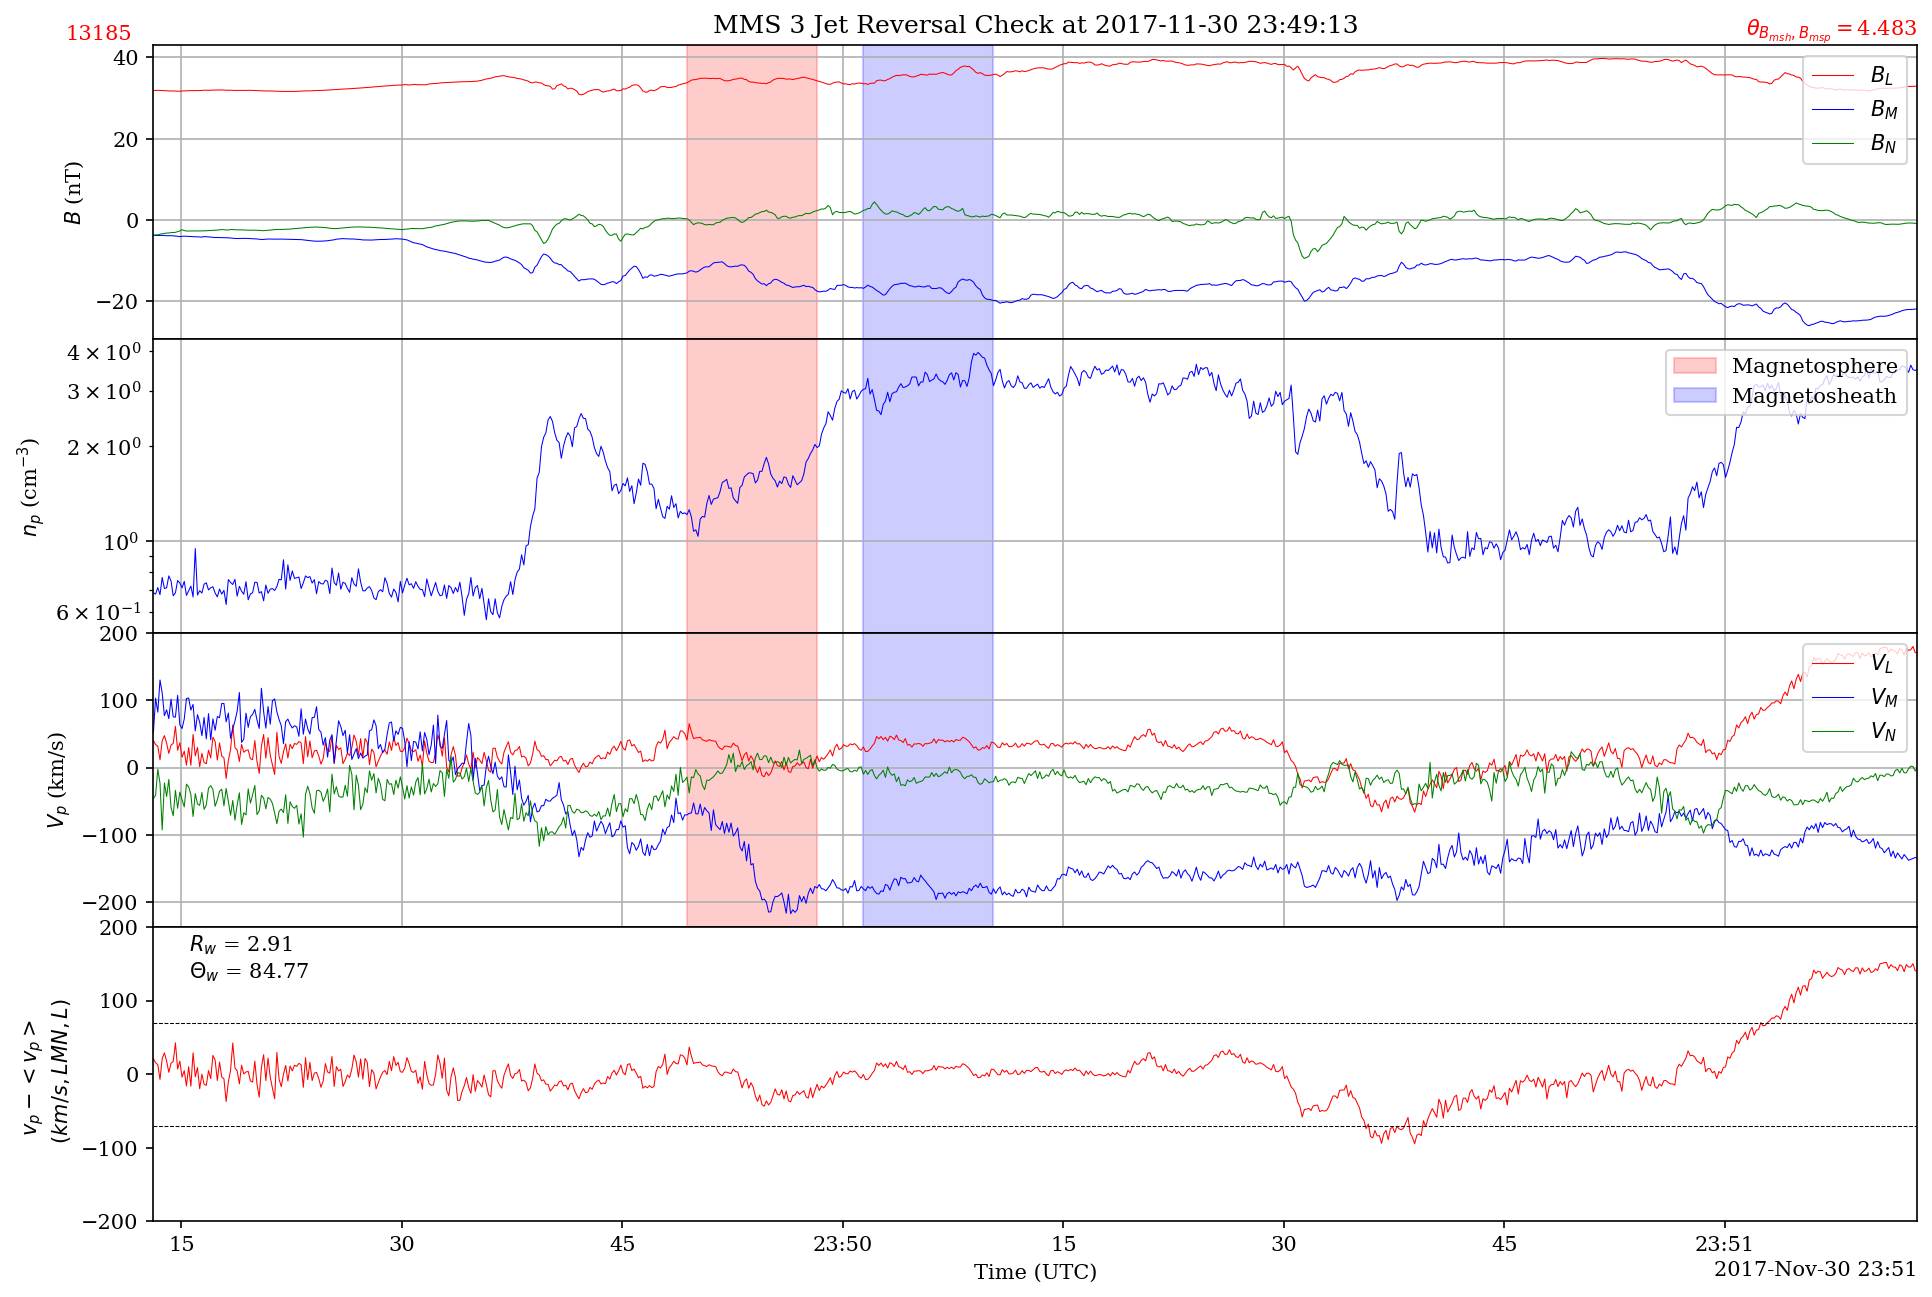 MMS 3 Jet Reversal Check at 2017-11-30 23:49:13
13185
θ_{B_{msh}, B_{msp}} = 4.483
40
20
0
−20
B (nT)
B_L
B_M
B_N
4 × 10⁰
3 × 10⁰
2 × 10⁰
10⁰
6 × 10⁻¹
n_p (cm⁻³)
Magnetosphere
Magnetosheath
200
100
0
−100
−200
V_p (km/s)
V_L
V_M
V_N
200
100
0
−100
−200
v_p − < v_p >
(km/s, LMN, L)
R_w = 2.91
Θ_w = 84.77
15 30 45 23:50 15 30 45 23:51
Time (UTC)
2017-Nov-30 23:51